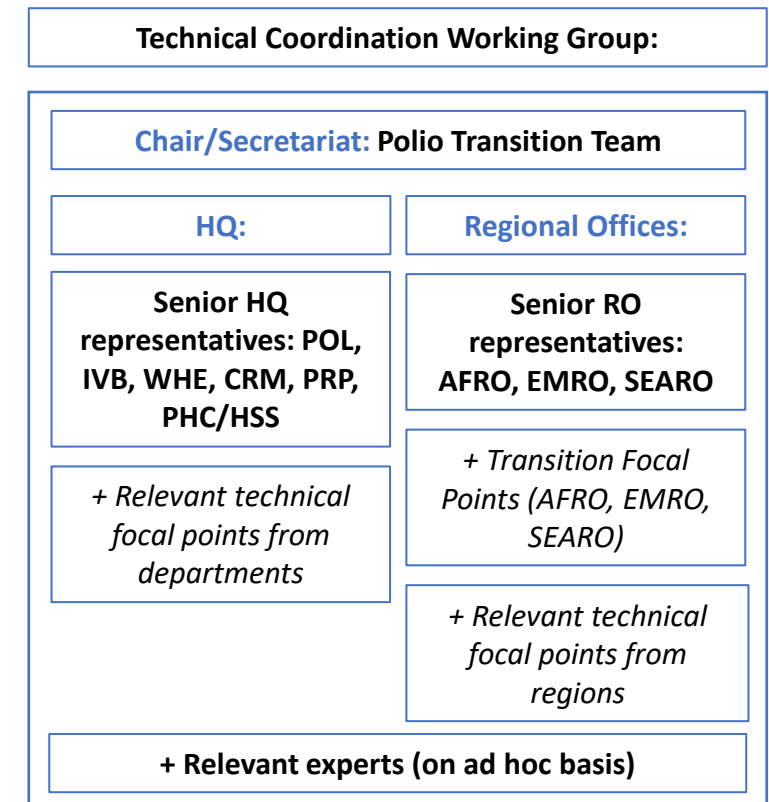 Technical Coordination Working Group:
Chair/Secretariat: Polio Transition Team
HQ:
Senior HQ
representatives: POL,
IVB, WHE, CRM, PRP,
PHC/HSS
+ Relevant technical
focal points from
departments
Regional Offices:
Senior RO
representatives:
AFRO, EMRO, SEARO
+ Transition Focal
Points (AFRO, EMRO,
SEARO)
+ Relevant technical
focal points from
regions
+ Relevant experts (on ad hoc basis)